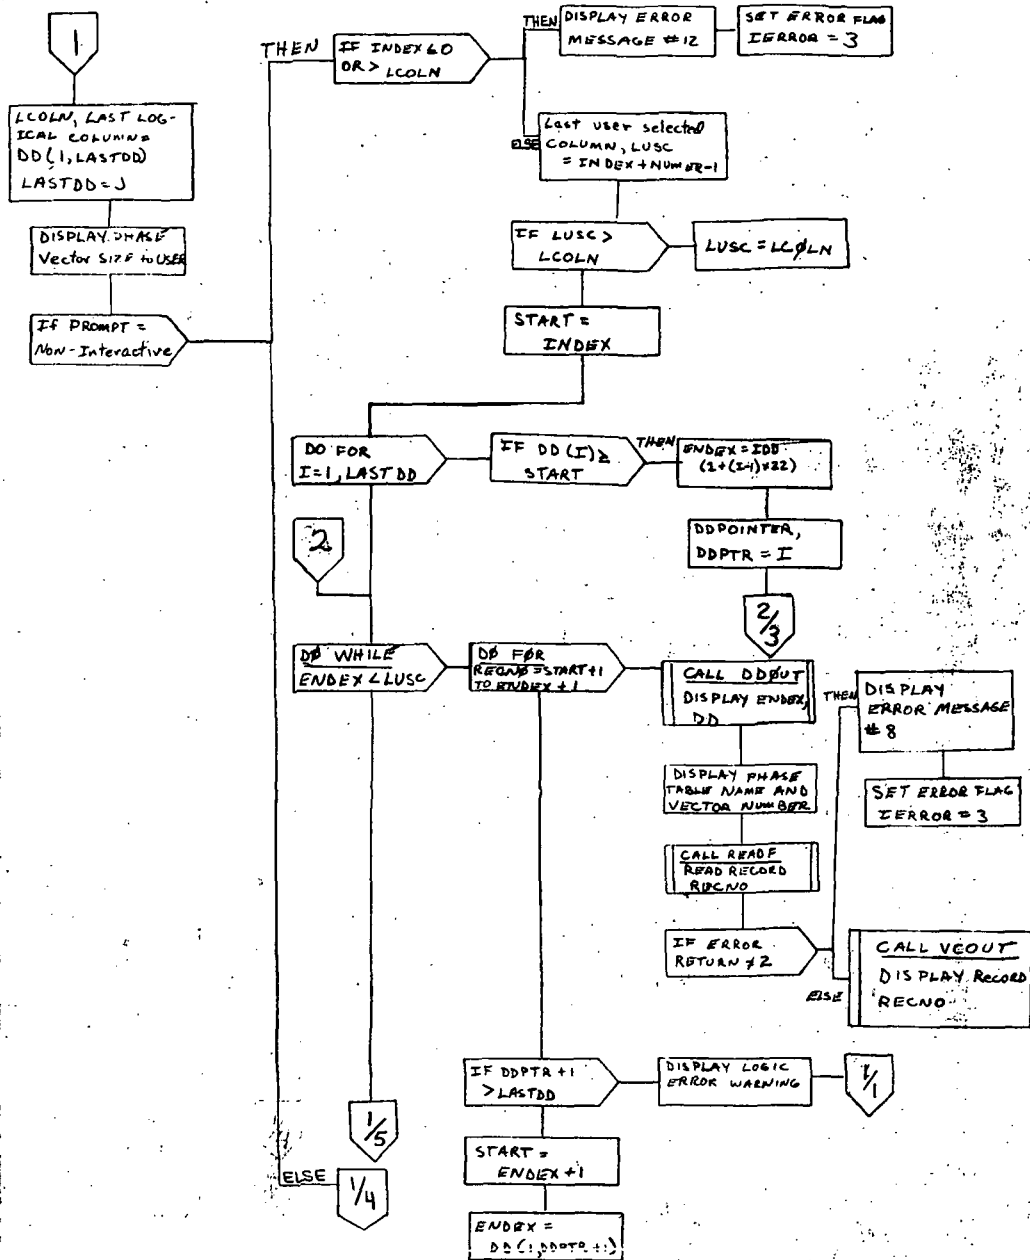 1
LCOLN, LAST LOG-
ICAL COLUMN=
DD(1,LASTDD)
LASTDD=J
DISPLAY PHASE
Vector SIZE to USER
If PROMPT =
Non-Interactive
THEN
IF INDEX ≤ 0
OR > LCOLN
THEN
DISPLAY ERROR
MESSAGE #12
SET ERROR FLAG
IERROR = 3
ELSE
Last user selected
COLUMN, LUSC
= INDEX + NUMBER-1
IF LUSC >
LCOLN
LUSC = LCØLN
START =
INDEX
DO FOR
I=1, LASTDD
IF DD(I) ≥
START
THEN
ENDEX = IDD
(1+(I-1)*22)
DDPOINTER,
DDPTR = I
2/3
2
DØ WHILE
ENDEX < LUSC
DØ FØR
RECNØ = START+1
TO ENDEX+1
CALL DDØUT
DISPLAY ENDEX,
DD
DISPLAY PHASE
TABLE NAME AND
VECTOR NUMBER
CALL READF
READ RECORD
RECNO
IF ERROR
RETURN ≠ 2
THEN
DISPLAY
ERROR MESSAGE
# 8
SET ERROR FLAG
IERROR = 3
ELSE
CALL VCOUT
DISPLAY Record
RECNO
IF DDPTR +1
> LASTDD
DISPLAY LOGIC
ERROR WARNING
1/1
START =
ENDEX +1
ENDEX =
DD(1,DDPTR+1)
1/5
ELSE
1/4